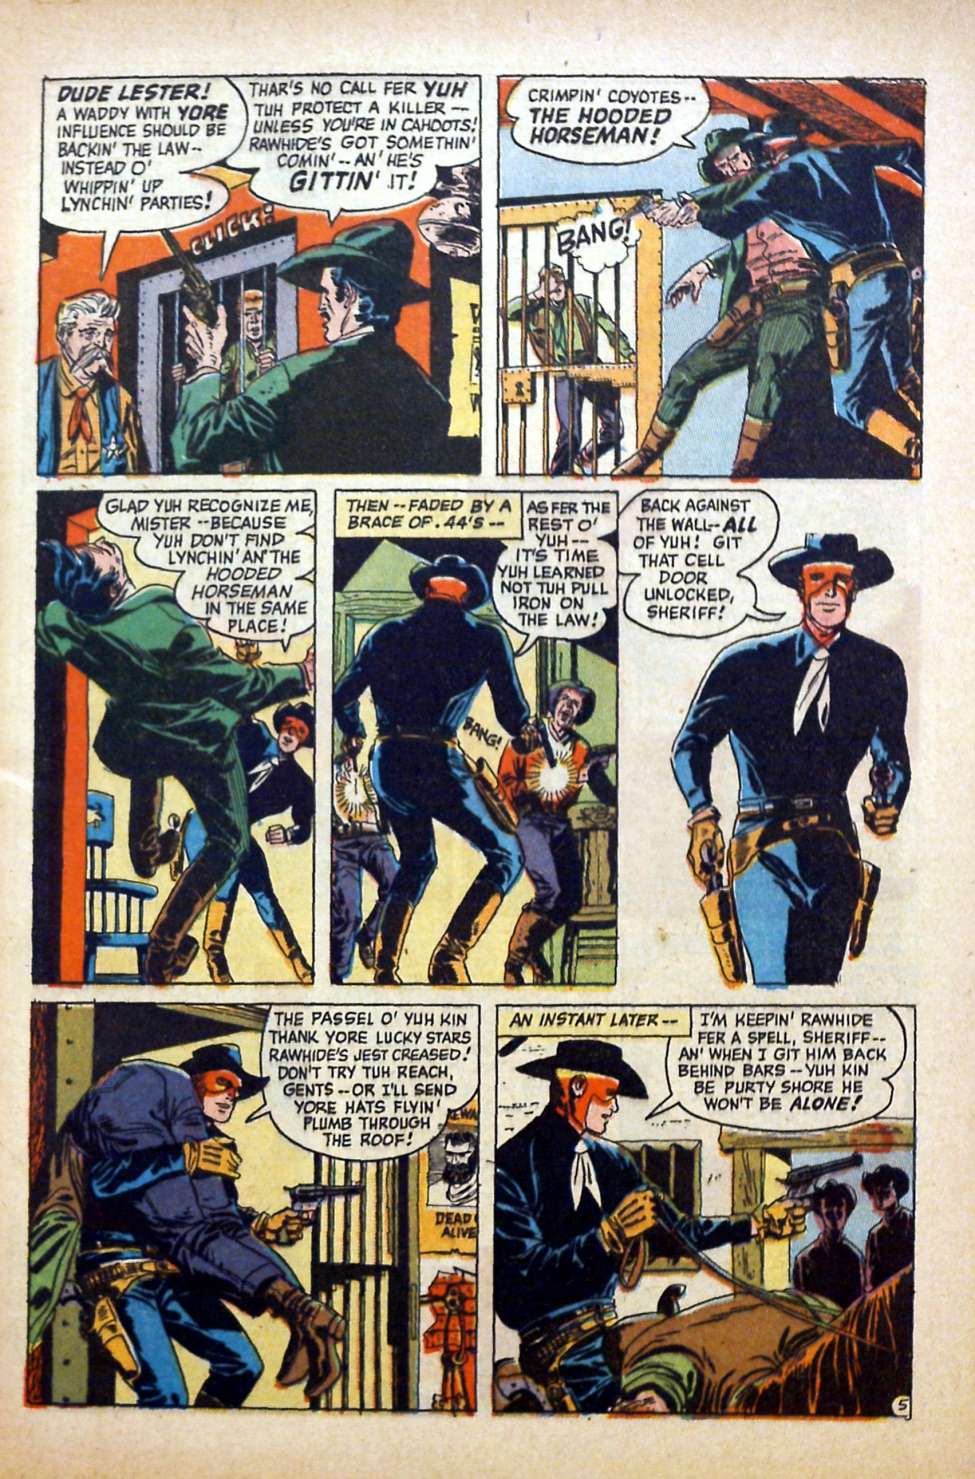 DUDE LESTER!
A WADDY WITH YORE
INFLUENCE SHOULD BE
BACKIN' THE LAW--
INSTEAD O'
WHIPPIN' UP
LYNCHIN' PARTIES!
THAR'S NO CALL FER YUH
TUH PROTECT A KILLER--
UNLESS YOU'RE IN CAHOOTS!
RAWHIDE'S GOT SOMETHIN'
COMIN'-- AN' HE'S
GITTIN' IT!
CLICK!
CRIMPIN' COYOTES--
THE HOODED
HORSEMAN!
BANG!
GLAD YUH RECOGNIZE ME,
MISTER --BECAUSE
YUH DON'T FIND
LYNCHIN' AN' THE
HOODED
HORSEMAN
IN THE SAME
PLACE!
THEN -- FADED BY A
BRACE OF .44'S --
AS FER THE
REST O'
YUH --
IT'S TIME
YUH LEARNED
NOT TUH PULL
IRON ON
THE LAW!
BANG!
BACK AGAINST
THE WALL-- ALL
OF YUH! GIT
THAT CELL
DOOR
UNLOCKED,
SHERIFF!
THE PASSEL O' YUH KIN
THANK YORE LUCKY STARS
RAWHIDE'S JEST CREASED!
DON'T TRY TUH REACH,
GENTS -- OR I'LL SEND
YORE HATS FLYIN'
PLUMB THROUGH
THE ROOF!
DEAD
ALIVE
AN INSTANT LATER --
I'M KEEPIN' RAWHIDE
FER A SPELL, SHERIFF--
AN' WHEN I GIT HIM BACK
BEHIND BARS -- YUH KIN
BE PURTY SHORE HE
WON'T BE ALONE!
5